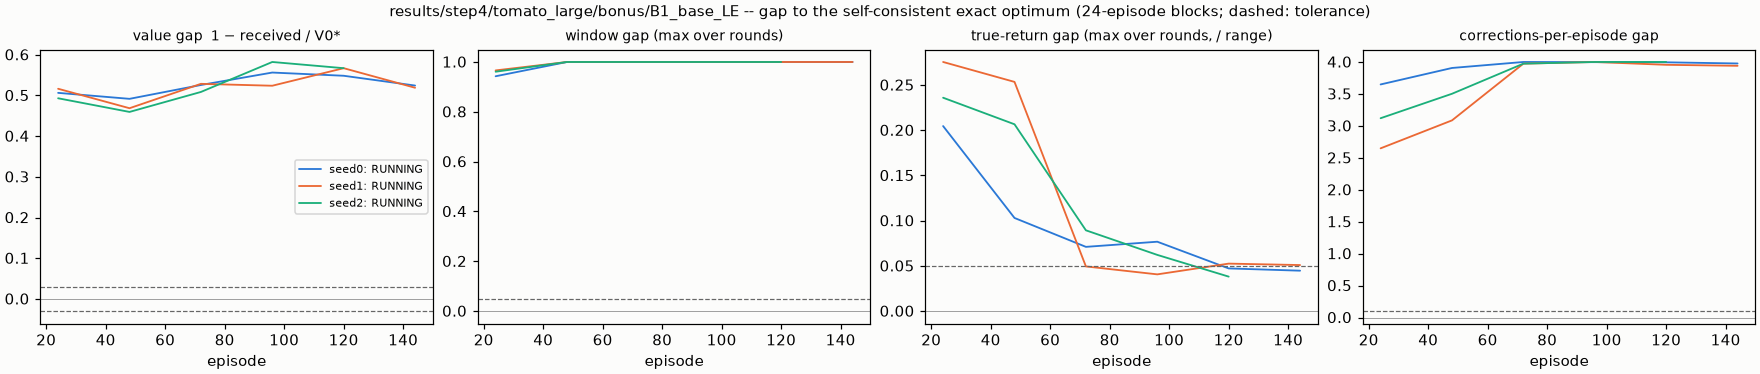 results/step4/tomato_large/bonus/B1_base_LE -- gap to the self-consistent exact optimum (24-episode blocks; dashed: tolerance)
value gap  1 − received / V0*
0.6
0.5
0.4
0.3
0.2
0.1
0.0
seed0: RUNNING
seed1: RUNNING
seed2: RUNNING
20 40 60 80 100 120 140
episode
window gap (max over rounds)
1.0
0.8
0.6
0.4
0.2
0.0
20 40 60 80 100 120 140
episode
true-return gap (max over rounds, / range)
0.25
0.20
0.15
0.10
0.05
0.00
20 40 60 80 100 120 140
episode
corrections-per-episode gap
4.0
3.5
3.0
2.5
2.0
1.5
1.0
0.5
0.0
20 40 60 80 100 120 140
episode